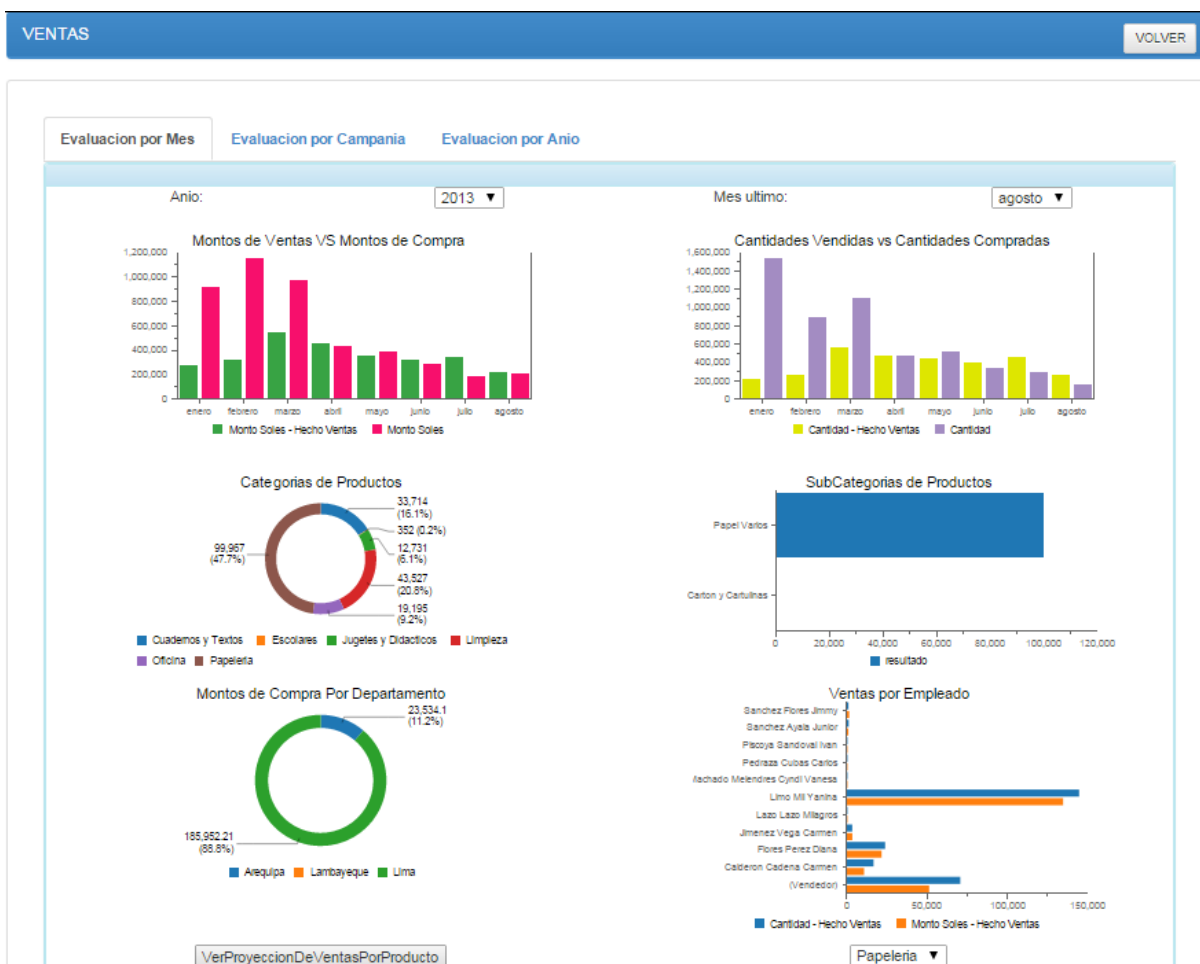 VENTAS
VOLVER
Evaluacion por Mes
Evaluacion por Campania
Evaluacion por Anio
Anio:
2013
Mes ultimo:
agosto
Montos de Ventas VS Montos de Compra
1,200,000
1,000,000
800,000
600,000
400,000
200,000
0
enero febrero marzo abril mayo junio julio agosto
Monto Soles - Hecho Ventas Monto Soles
Cantidades Vendidas vs Cantidades Compradas
1,600,000
1,400,000
1,200,000
1,000,000
800,000
600,000
400,000
200,000
0
enero febrero marzo abril mayo junio julio agosto
Cantidad - Hecho Ventas Cantidad
Categorias de Productos
33,714
(16.1%)
352 (0.2%)
12,731
(6.1%)
43,527
(20.8%)
19,195
(9.2%)
99,967
(47.7%)
Cuadernos y Textos Escolares Jugetes y Didacticos Limpieza
Oficina Papeleria
SubCategorias de Productos
Papel Varios
Carton y Cartulinas
0 20,000 40,000 60,000 80,000 100,000 120,000
resultado
Montos de Compra Por Departamento
23,534.1
(11.2%)
185,952.21
(88.8%)
Arequipa Lambayeque Lima
Ventas por Empleado
Sanchez Flores Jimmy
Sanchez Ayala Junior
Piscoya Sandoval Ivan
Pedraza Cubas Carlos
Machado Melendres Cyndi Vanesa
Limo Mil Yanina
Lazo Lazo Milagros
Jimenez Vega Carmen
Flores Perez Diana
Calderon Cadena Carmen
(Vendedor)
0 50,000 100,000 150,000
Cantidad - Hecho Ventas Monto Soles - Hecho Ventas
VerProyeccionDeVentasPorProducto
Papeleria